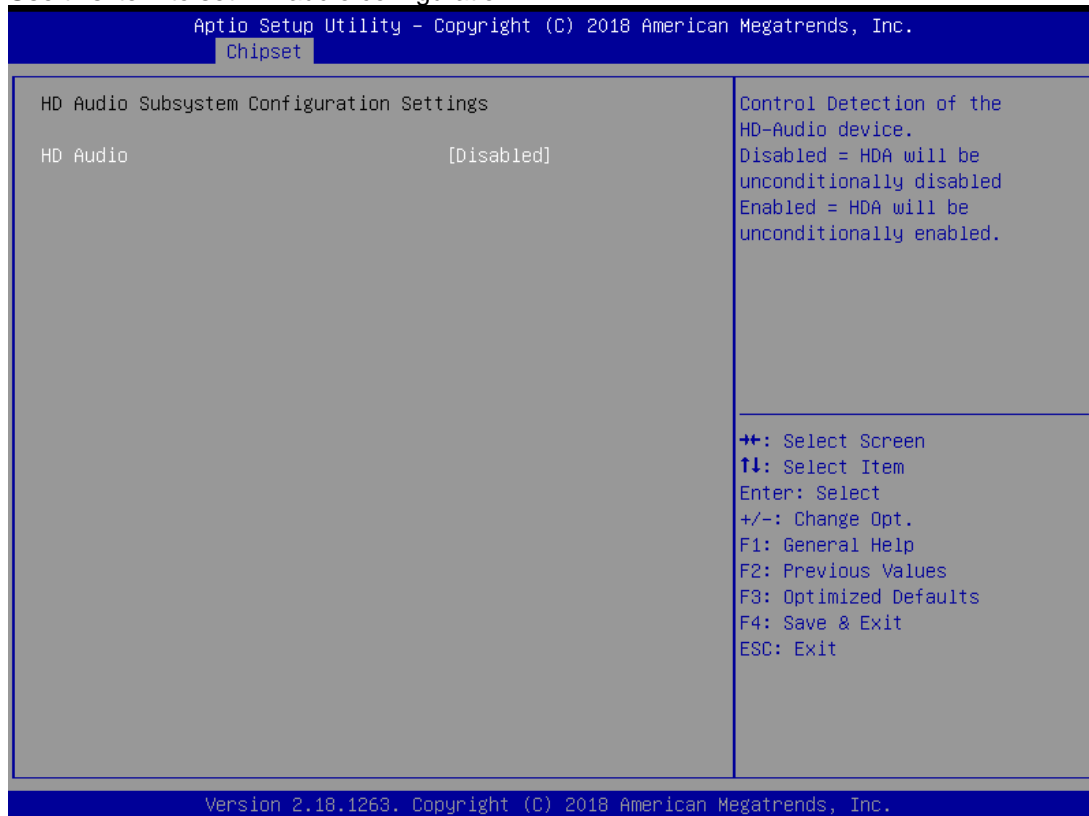 Aptio Setup Utility – Copyright (C) 2018 American Megatrends, Inc.
Chipset
HD Audio Subsystem Configuration Settings
HD Audio [Disabled]
Control Detection of the
HD-Audio device.
Disabled = HDA will be
unconditionally disabled
Enabled = HDA will be
unconditionally enabled.
→←: Select Screen
↑↓: Select Item
Enter: Select
+/-: Change Opt.
F1: General Help
F2: Previous Values
F3: Optimized Defaults
F4: Save & Exit
ESC: Exit
Version 2.18.1263. Copyright (C) 2018 American Megatrends, Inc.